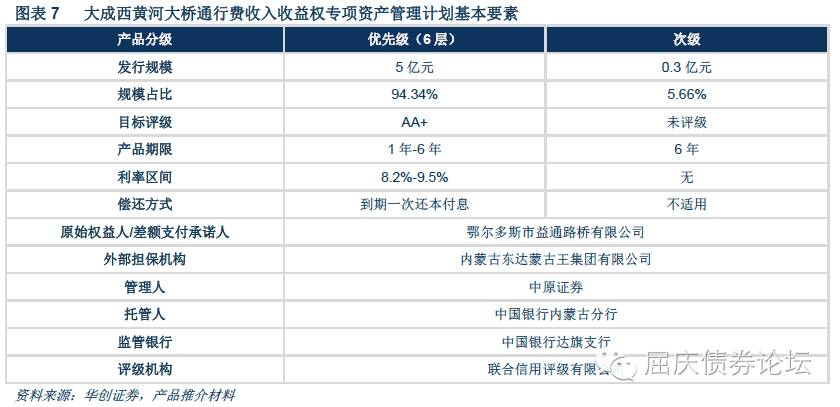 图表 7 大成西黄河大桥通行费收入收益权专项资产管理计划基本要素
产品分级 优先级（6 层） 次级
发行规模 5 亿元 0.3 亿元
规模占比 94.34% 5.66%
目标评级 AA+ 未评级
产品期限 1 年-6 年 6 年
利率区间 8.2%-9.5% 无
偿还方式 到期一次还本付息 不适用
原始权益人/差额支付承诺人 鄂尔多斯市益通路桥有限公司
外部担保机构 内蒙古东达蒙古王集团有限公司
管理人 中原证券
托管人 中国银行内蒙古分行
监管银行 中国银行达旗支行
评级机构 联合信用评级有限
屈庆债券论坛
资料来源：华创证券，产品推介材料